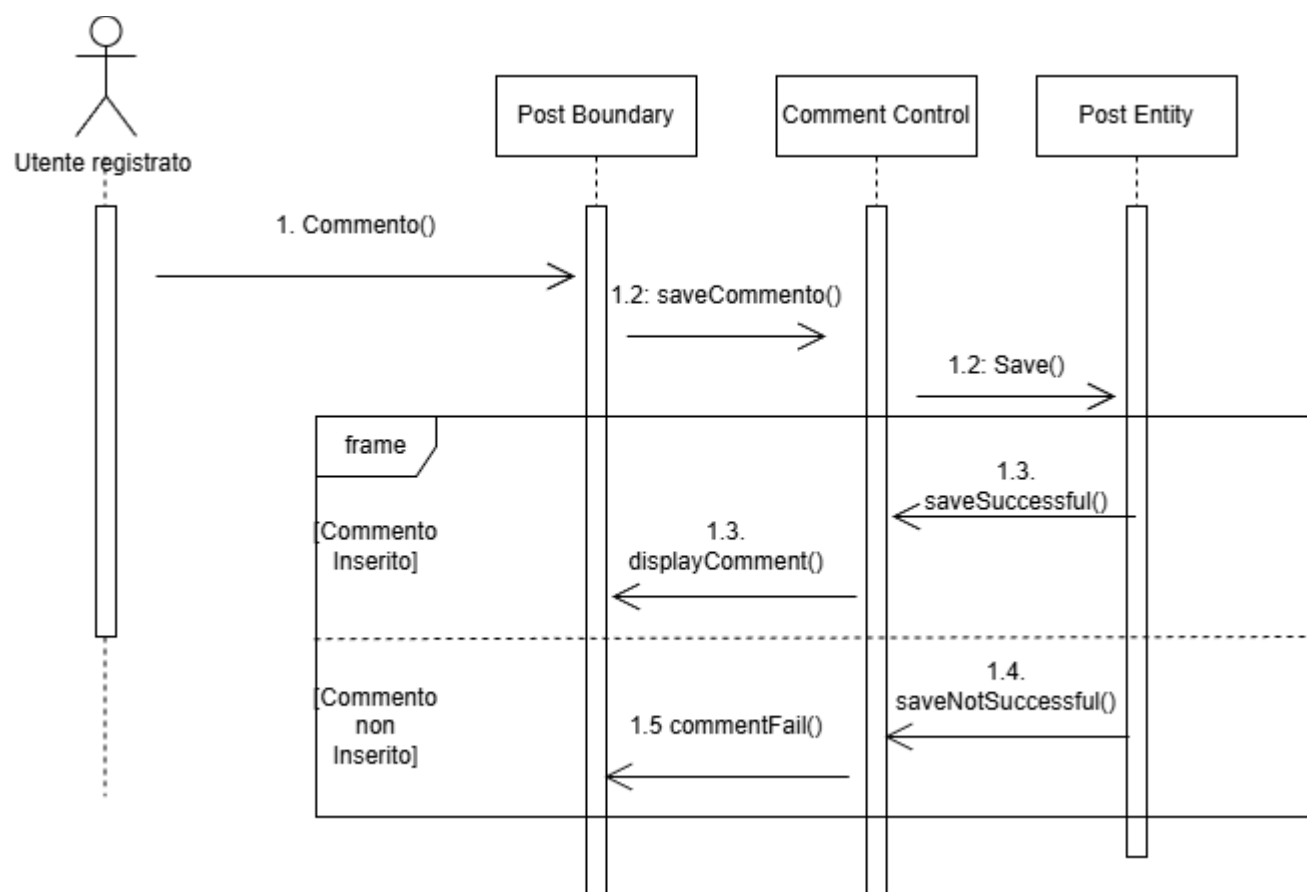 Utente registrato
Post Boundary
Comment Control
Post Entity
1. Commento()
1.2: saveCommento()
1.2: Save()
frame
[Commento
Inserito]
1.3.
saveSuccessful()
1.3.
displayComment()
[Commento
non
Inserito]
1.4.
saveNotSuccessful()
1.5 commentFail()